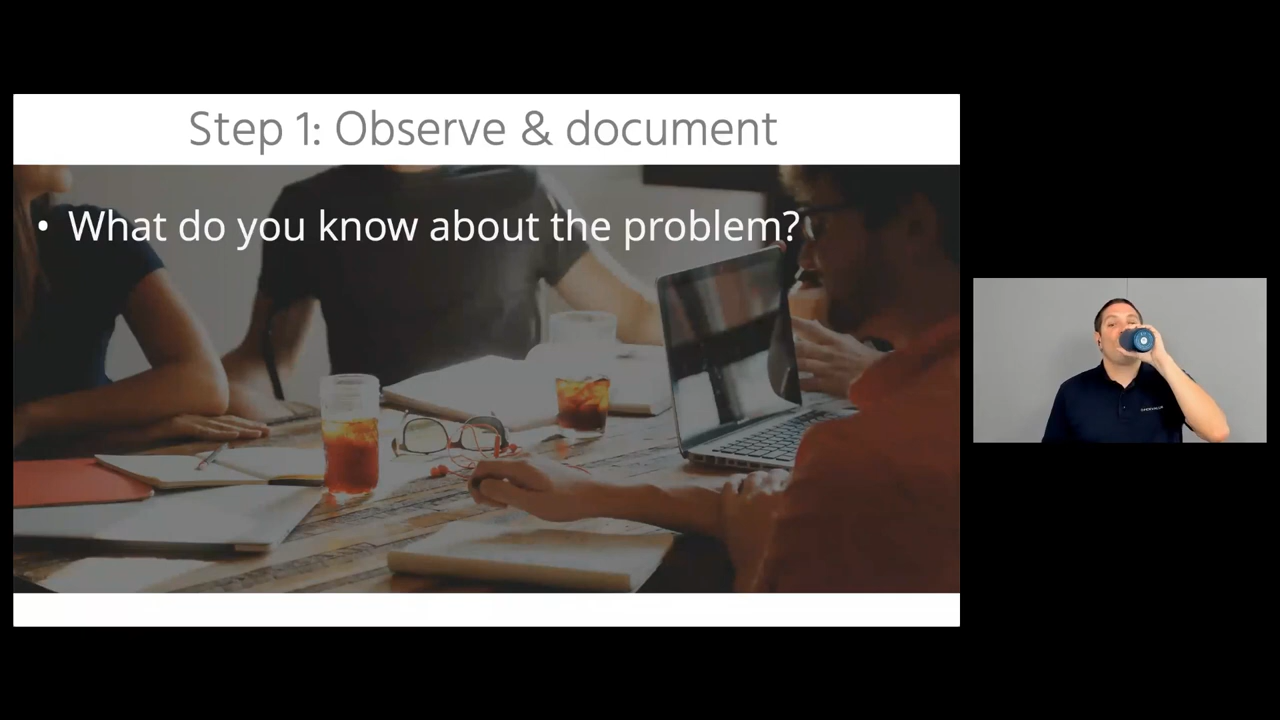 Step 1: Observe & document
• What do you know about the problem?